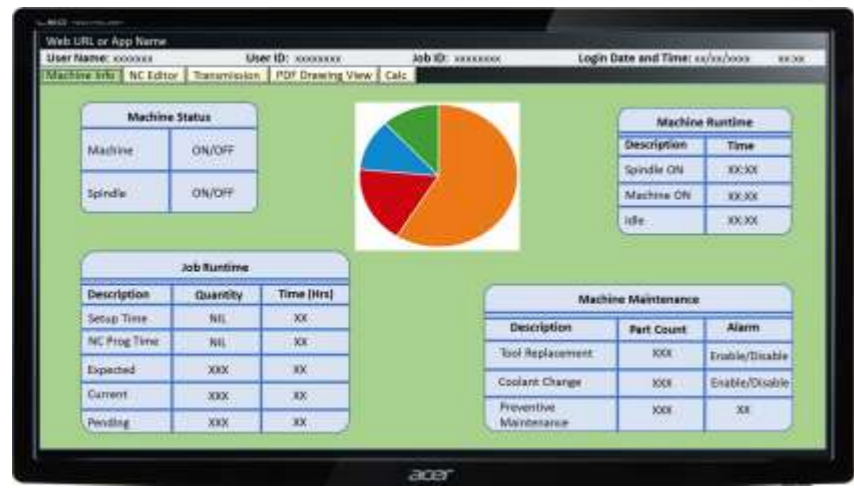 LED
Web URL or App Name
User Name: xxxxxxx User ID: xxxxxxxx Job ID: xxxxxxxx Login Date and Time: xx/xx/xxxx xx:xx
Machine Info NC Editor Transmission PDF Drawing View Calc
Machine Status
Machine ON/OFF
Spindle ON/OFF
Machine Runtime
Description Time
Spindle ON XX:XX
Machine ON XX:XX
Idle XX:XX
Job Runtime
Description Quantity Time (Hrs)
Setup Time NIL XX
NC Prog Time NIL XX
Expected XXX XX
Current XXX XX
Pending XXX XX
Machine Maintenance
Description Part Count Alarm
Tool Replacement XXX Enable/Disable
Coolant Change XXX Enable/Disable
Preventive XXX XX
Maintenance
acer